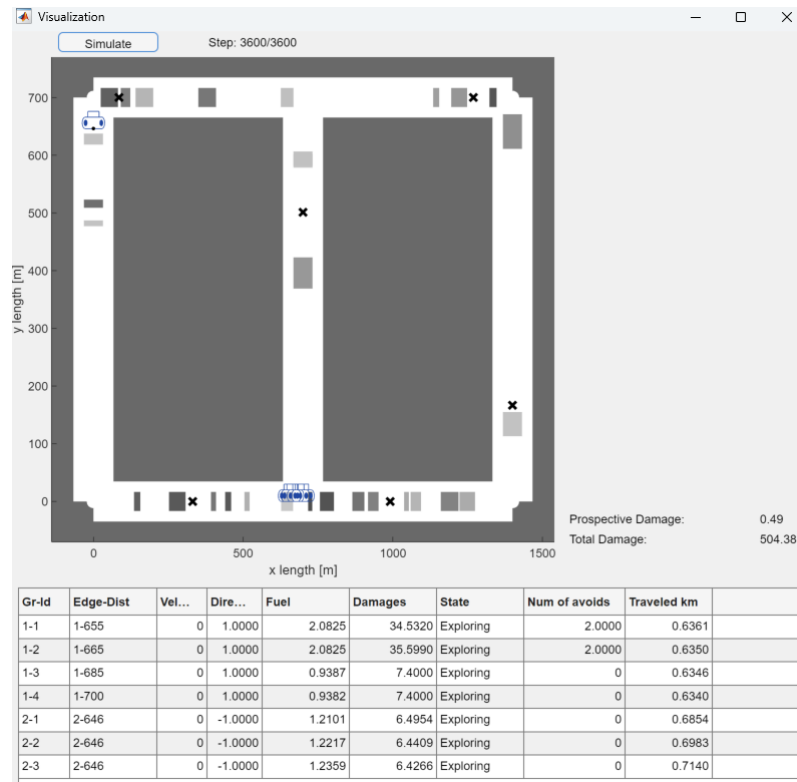 Visualization
Simulate Step: 3600/3600
700
600
500
400
300
200
100
0
y length [m]
0 500 1000 1500
x length [m]
Prospective Damage: 0.49
Total Damage: 504.38
Gr-Id Edge-Dist Vel... Dire... Fuel Damages State Num of avoids Traveled km
1-1 1-655 0 1.0000 2.0825 34.5320 Exploring 2.0000 0.6361
1-2 1-665 0 1.0000 2.0825 35.5990 Exploring 2.0000 0.6350
1-3 1-685 0 1.0000 0.9387 7.4000 Exploring 0 0.6346
1-4 1-700 0 1.0000 0.9382 7.4000 Exploring 0 0.6340
2-1 2-646 0 -1.0000 1.2101 6.4954 Exploring 0 0.6854
2-2 2-646 0 -1.0000 1.2217 6.4409 Exploring 0 0.6983
2-3 2-646 0 -1.0000 1.2359 6.4266 Exploring 0 0.7140